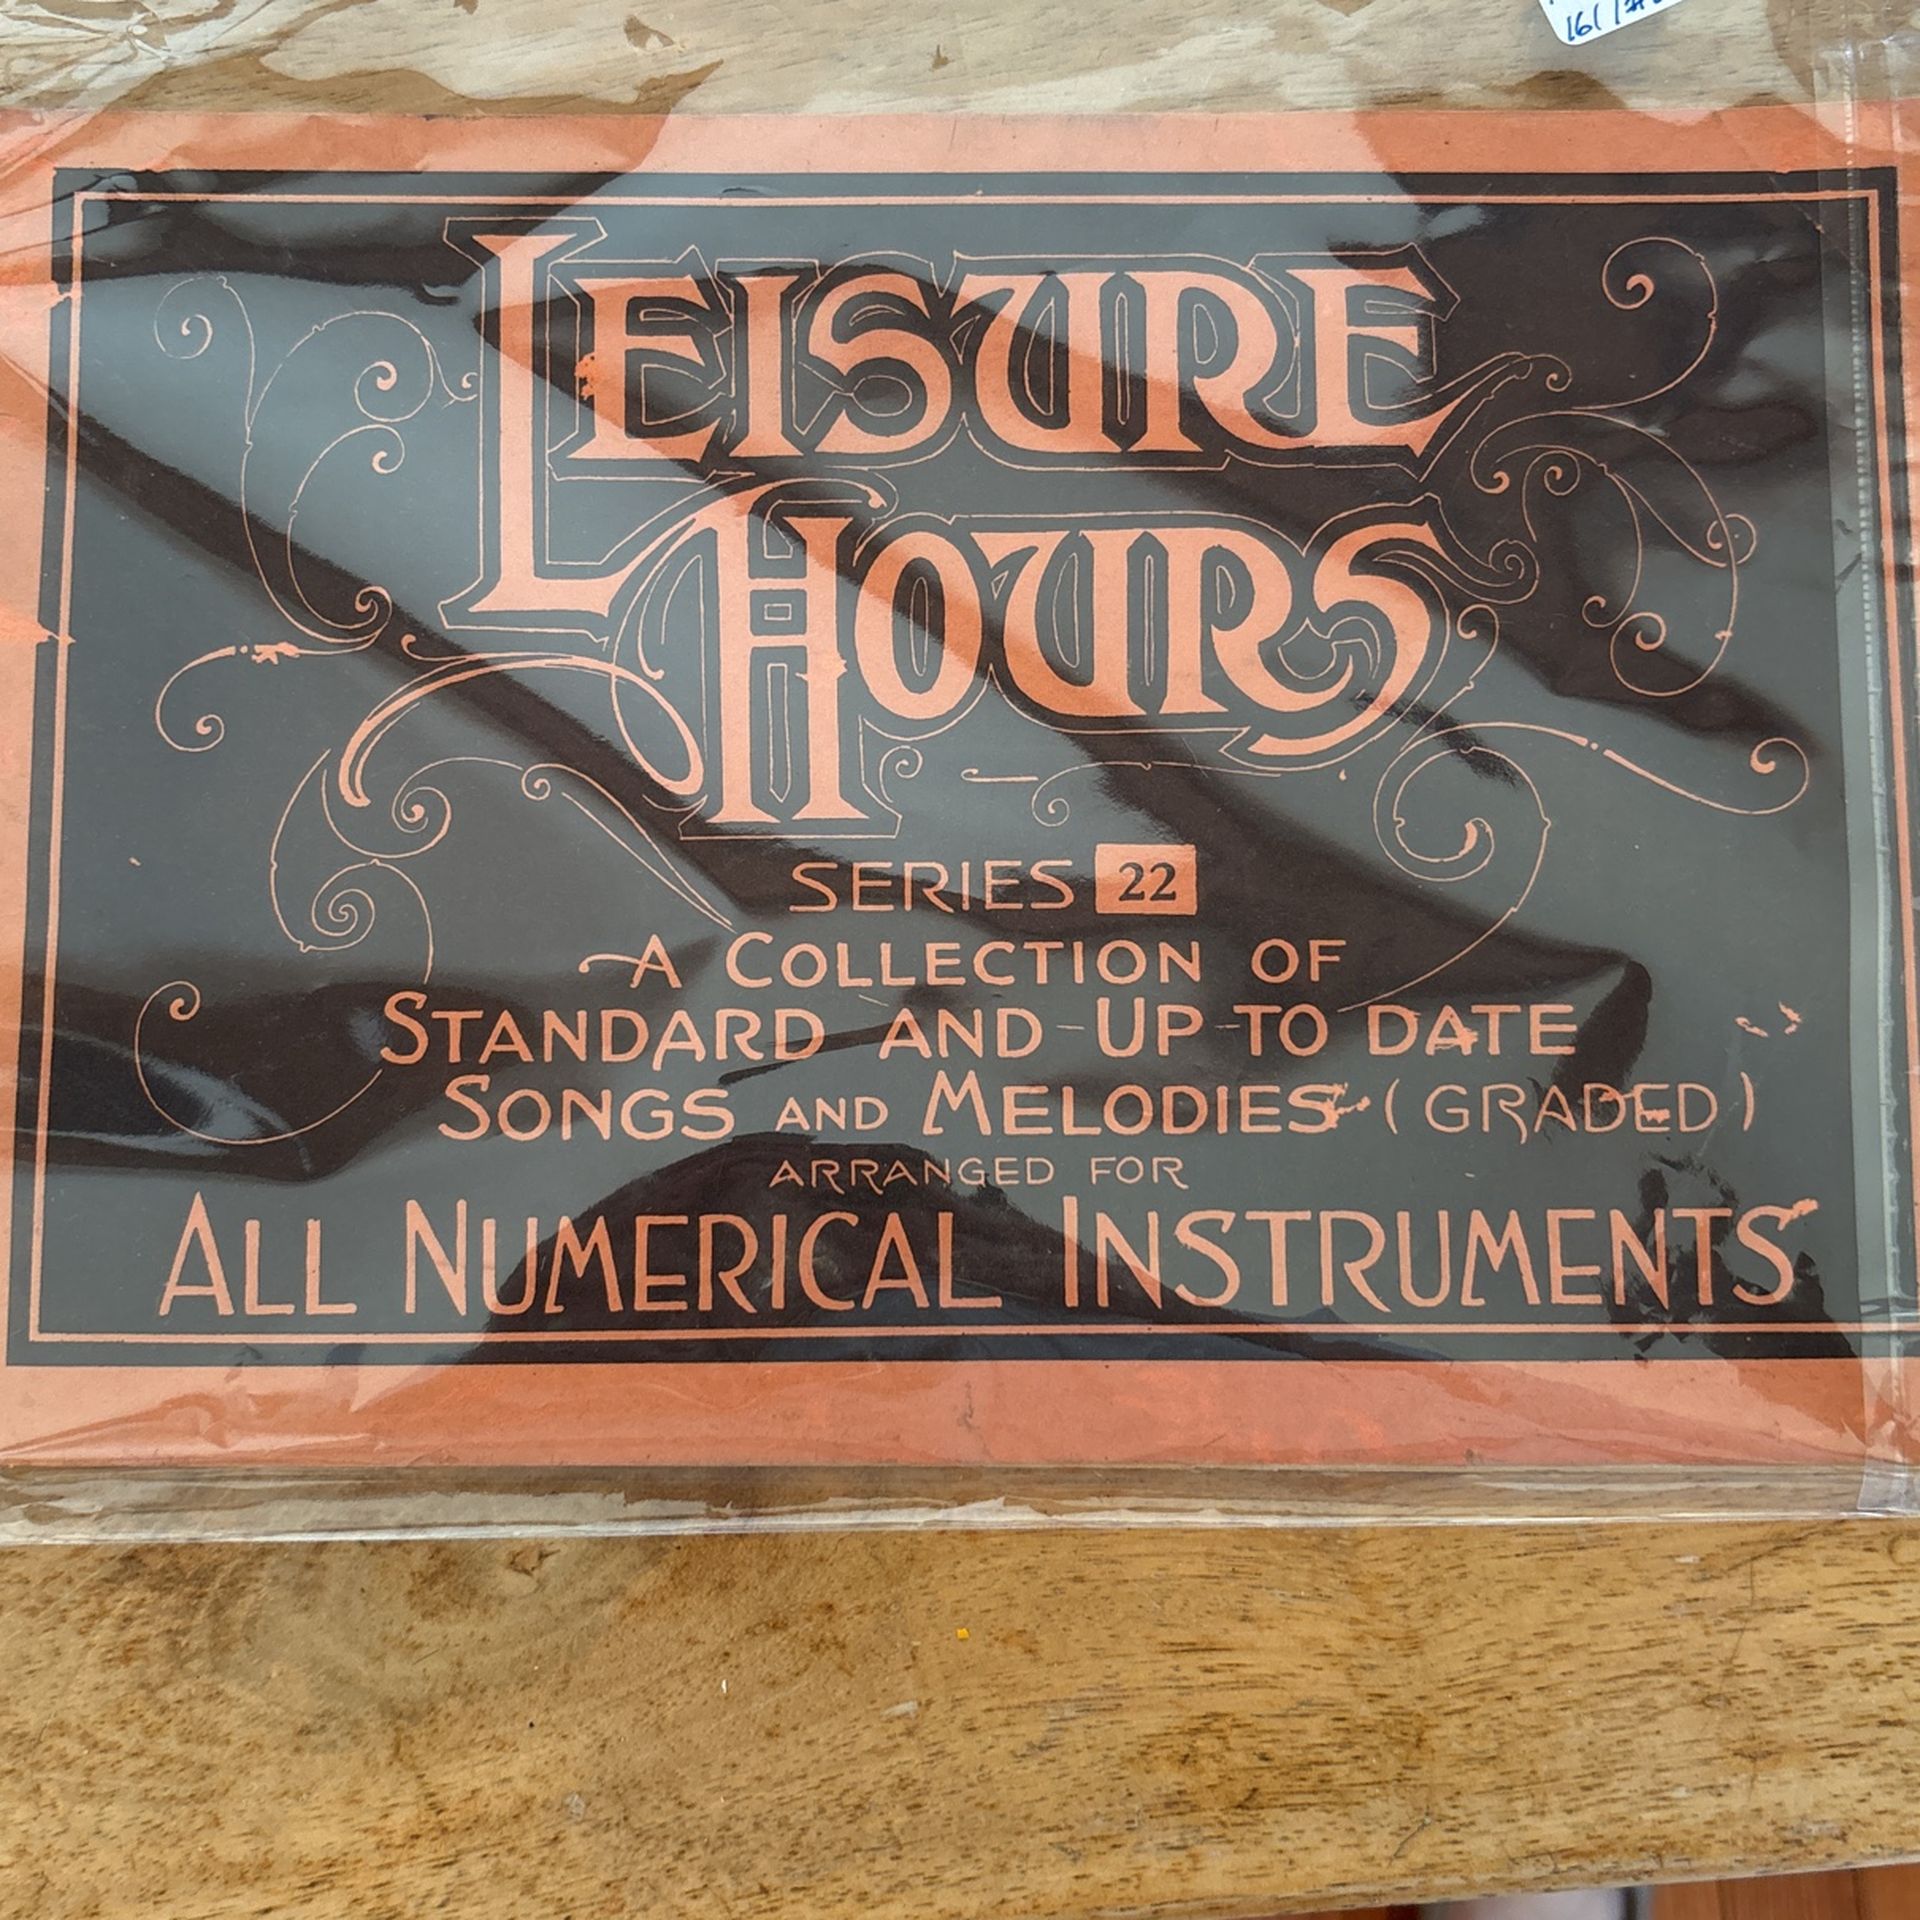 LEISURE
HOURS
SERIES 22
A COLLECTION OF
STANDARD AND-UP-TO DATE
SONGS AND MELODIES (GRADED)
ARRANGED FOR
ALL NUMERICAL INSTRUMENTS